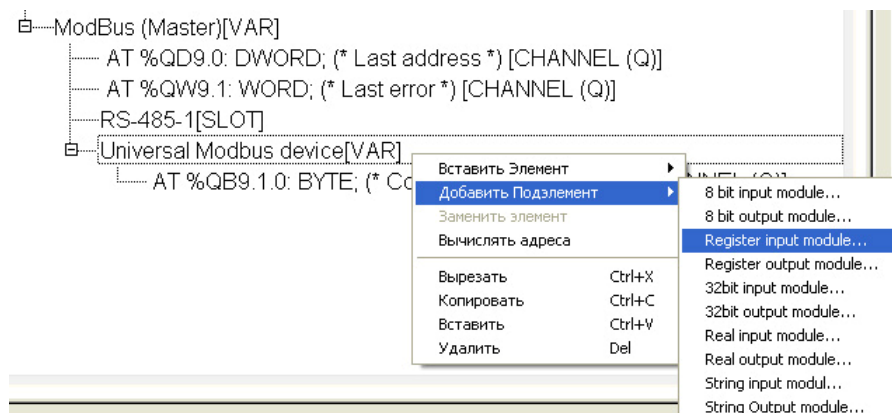 ModBus (Master)[VAR]
AT %QD9.0: DWORD; (* Last address *) [CHANNEL (Q)]
AT %QW9.1: WORD; (* Last error *) [CHANNEL (Q)]
RS-485-1[SLOT]
Universal Modbus device[VAR]
AT %QB9.1.0: BYTE; (* Co
Вставить Элемент
Добавить Подэлемент
Заменить элемент
Вычислять адреса
Вырезать Ctrl+X
Копировать Ctrl+C
Вставить Ctrl+V
Удалить Del
8 bit input module...
8 bit output module...
Register input module...
Register output module...
32bit input module...
32bit output module...
Real input module...
Real output module...
String input modul...
String Output module...